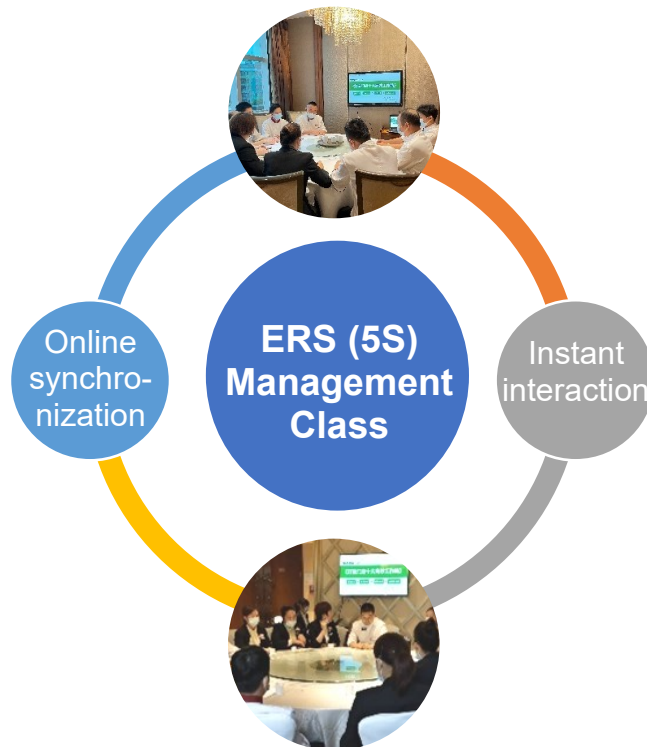 Online
synchro-
nization
ERS (5S)
Management
Class
Instant
interaction